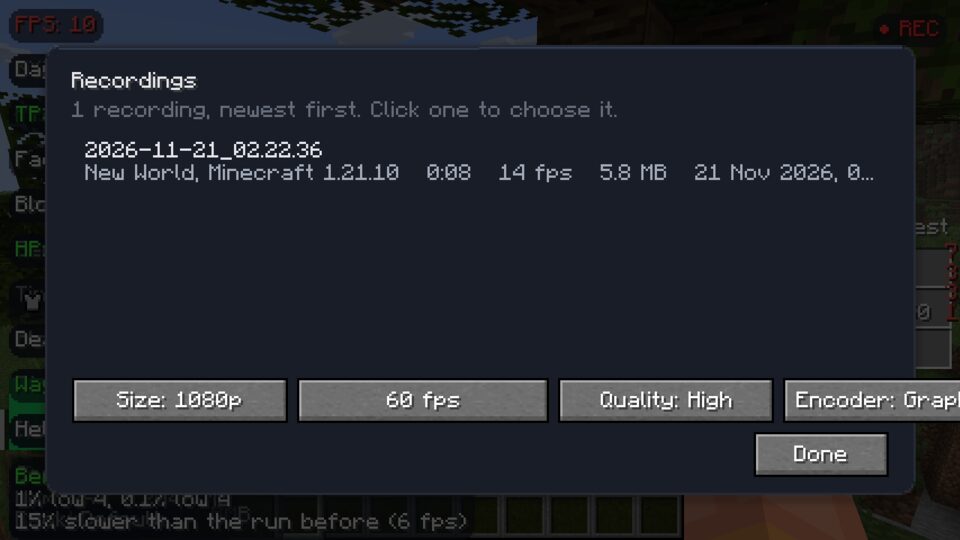 FPS: 10
REC
Recordings
1 recording, newest first. Click one to choose it.
2026-11-21_02.22.36
New World, Minecraft 1.21.10 0:08 14 fps 5.8 MB 21 Nov 2026, 0...
Size: 1080p
60 fps
Quality: High
Encoder: Grap
Done
1% low 4, 0.1% low 4
15% slower than the run before (6 fps)